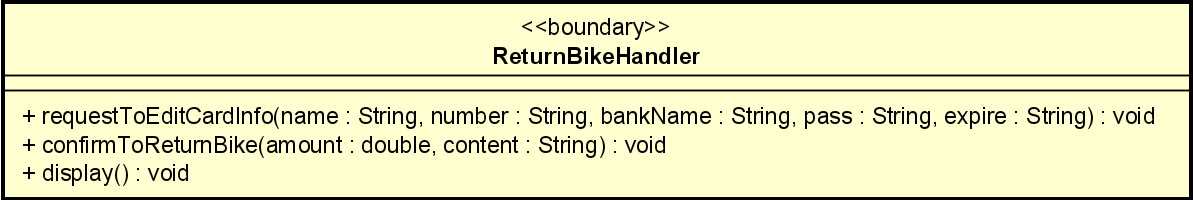 <<boundary>>
ReturnBikeHandler
+ requestToEditCardInfo(name : String, number : String, bankName : String, pass : String, expire : String) : void
+ confirmToReturnBike(amount : double, content : String) : void
+ display() : void